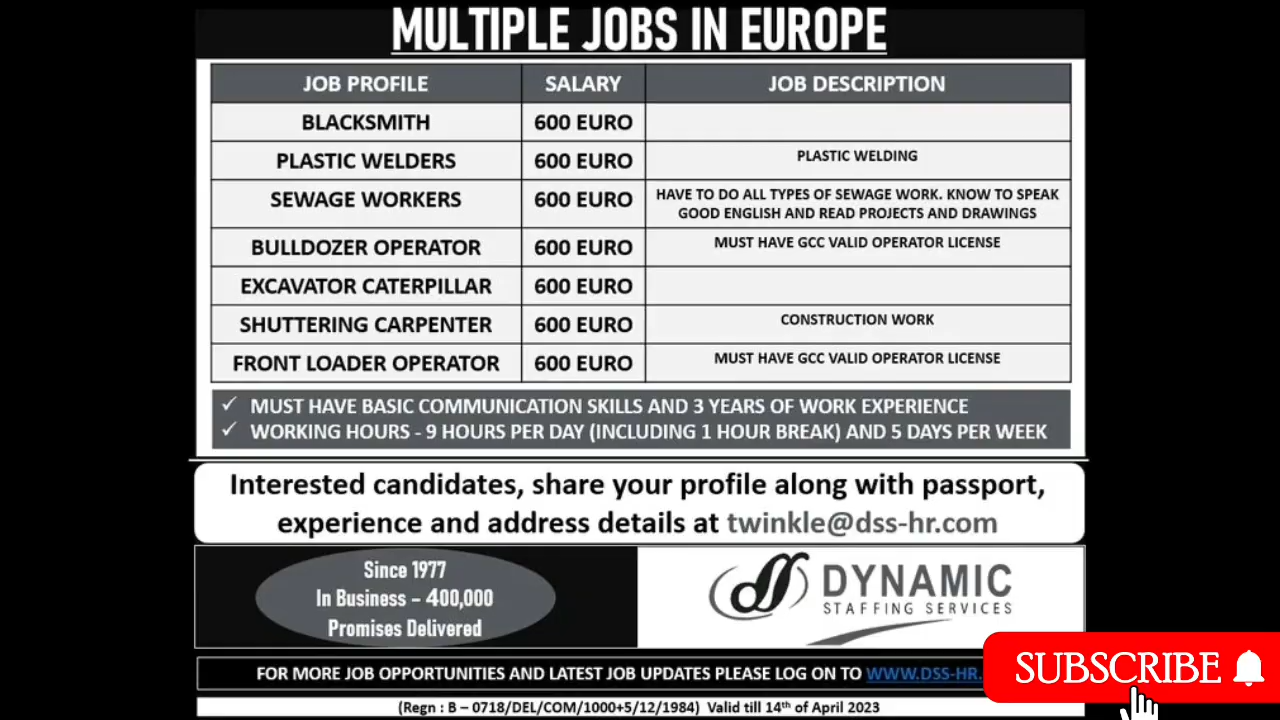 MULTIPLE JOBS IN EUROPE
JOB PROFILE SALARY JOB DESCRIPTION
BLACKSMITH 600 EURO
PLASTIC WELDERS 600 EURO PLASTIC WELDING
SEWAGE WORKERS 600 EURO HAVE TO DO ALL TYPES OF SEWAGE WORK. KNOW TO SPEAK
GOOD ENGLISH AND READ PROJECTS AND DRAWINGS
BULLDOZER OPERATOR 600 EURO MUST HAVE GCC VALID OPERATOR LICENSE
EXCAVATOR CATERPILLAR 600 EURO
SHUTTERING CARPENTER 600 EURO CONSTRUCTION WORK
FRONT LOADER OPERATOR 600 EURO MUST HAVE GCC VALID OPERATOR LICENSE
✓ MUST HAVE BASIC COMMUNICATION SKILLS AND 3 YEARS OF WORK EXPERIENCE
✓ WORKING HOURS - 9 HOURS PER DAY (INCLUDING 1 HOUR BREAK) AND 5 DAYS PER WEEK
Interested candidates, share your profile along with passport,
experience and address details at twinkle@dss-hr.com
Since 1977
In Business – 400,000
Promises Delivered
dss DYNAMIC
STAFFING SERVICES
FOR MORE JOB OPPORTUNITIES AND LATEST JOB UPDATES PLEASE LOG ON TO WWW.DSS-HR.
SUBSCRIBE
(Regn : B – 0718/DEL/COM/1000+5/12/1984) Valid till 14th of April 2023